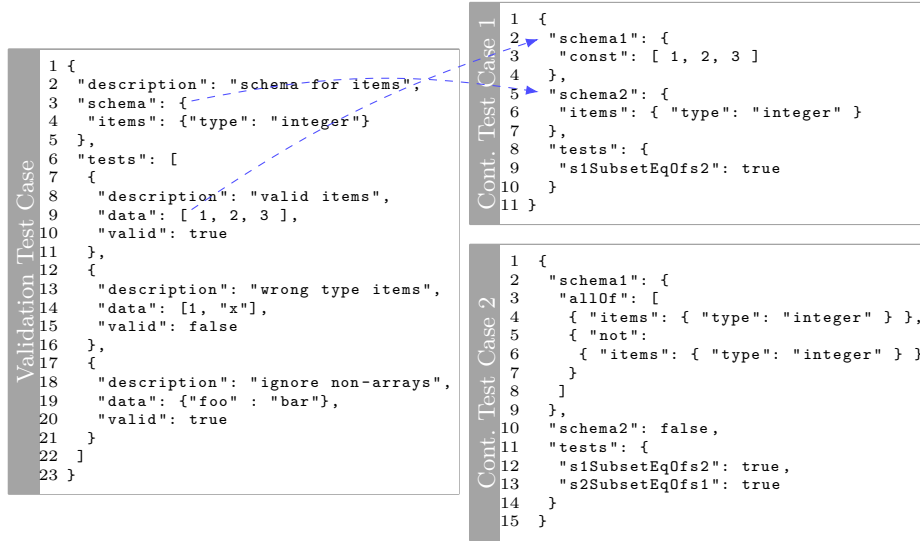 Validation Test Case
1 {
2 "description": "schema for items",
3 "schema": {
4 "items": {"type": "integer"}
5 },
6 "tests": [
7 {
8 "description": "valid items",
9 "data": [ 1, 2, 3 ],
10 "valid": true
11 },
12 {
13 "description": "wrong type items",
14 "data": [1, "x"],
15 "valid": false
16 },
17 {
18 "description": "ignore non-arrays",
19 "data": {"foo" : "bar"},
20 "valid": true
21 }
22 ]
23 }
Cont. Test Case 1
1 {
2 "schema1": {
3 "const": [ 1, 2, 3 ]
4 },
5 "schema2": {
6 "items": { "type": "integer" }
7 },
8 "tests": {
9 "s1SubsetEqOfs2": true
10 }
11 }
Cont. Test Case 2
1 {
2 "schema1": {
3 "allOf": [
4 { "items": { "type": "integer" } },
5 { "not":
6 { "items": { "type": "integer" } }
7 }
8 ]
9 },
10 "schema2": false,
11 "tests": {
12 "s1SubsetEqOfs2": true,
13 "s2SubsetEqOfs1": true
14 }
15 }